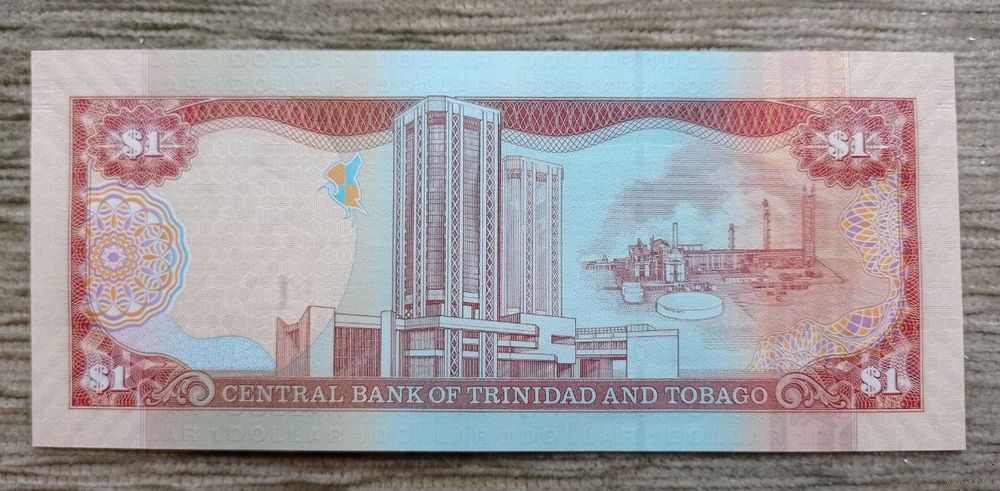 $1 $1
CENTRAL BANK OF TRINIDAD AND TOBAGO
$1 $1